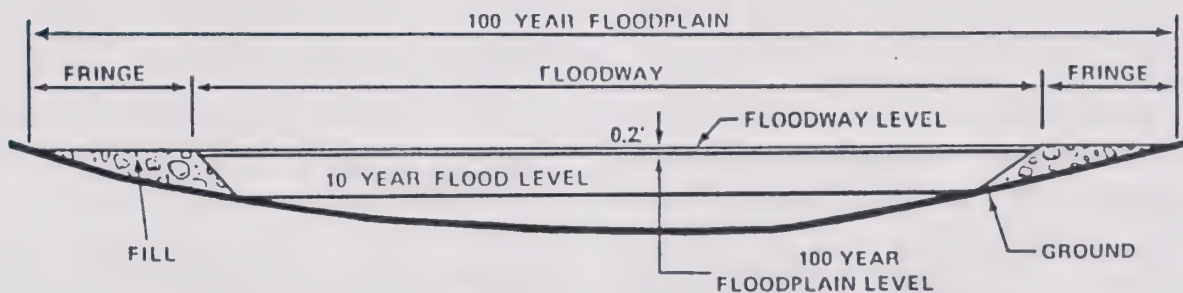 100 YEAR FLOODPLAIN
FRINGE
FLOODWAY
FRINGE
0.2'
FLOODWAY LEVEL
10 YEAR FLOOD LEVEL
FILL
100 YEAR
FLOODPLAIN LEVEL
GROUND